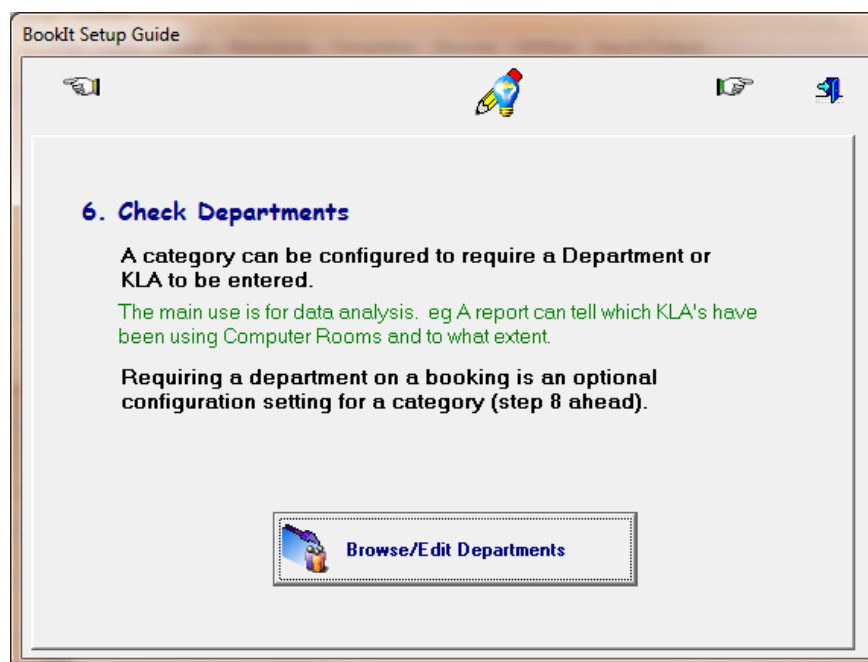 BookIt Setup Guide
6. Check Departments
A category can be configured to require a Department or
KLA to be entered.
The main use is for data analysis. eg A report can tell which KLA's have
been using Computer Rooms and to what extent.
Requiring a department on a booking is an optional
configuration setting for a category (step 8 ahead).
Browse/Edit Departments